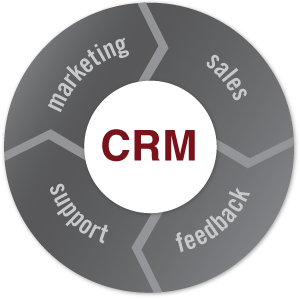 marketing
sales
CRM
support
feedback